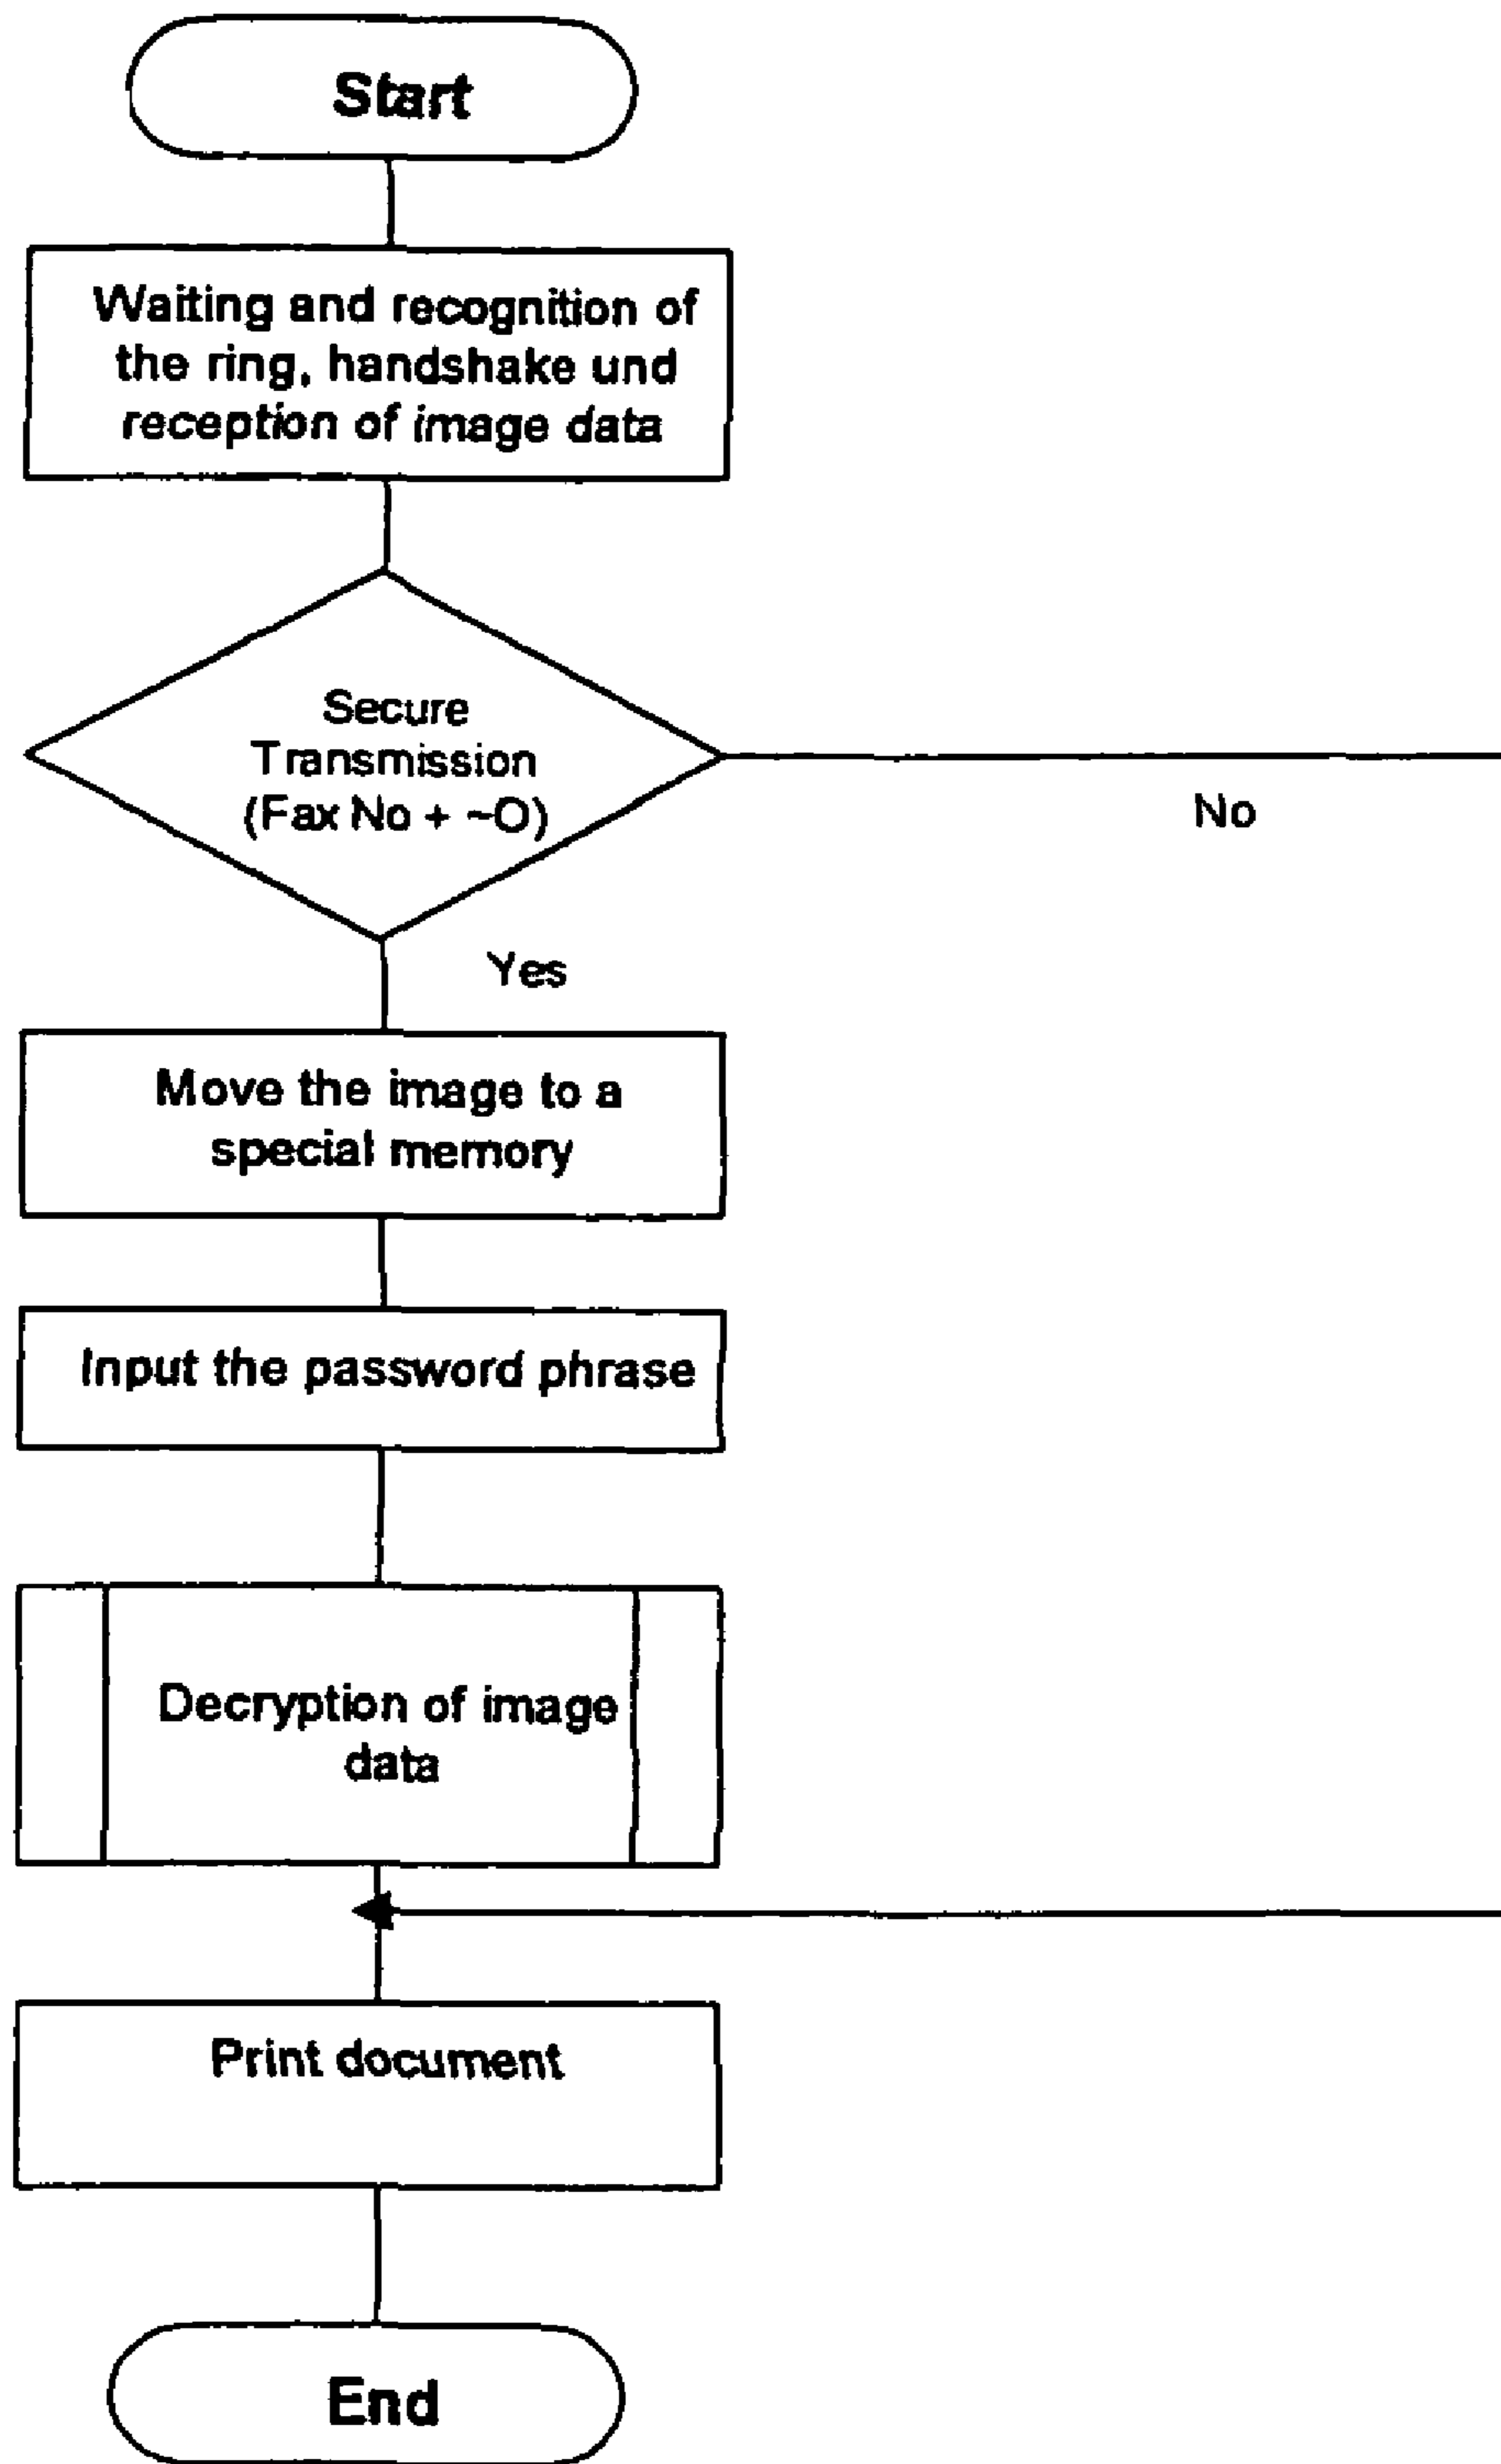 Start
Waiting and recognition of
the ring, handshake und
reception of image data
Secure
Transmission
(Fax No + ~O)
No
Yes
Move the image to a
special memory
Input the password phrase
Decryption of image
data
Print document
End